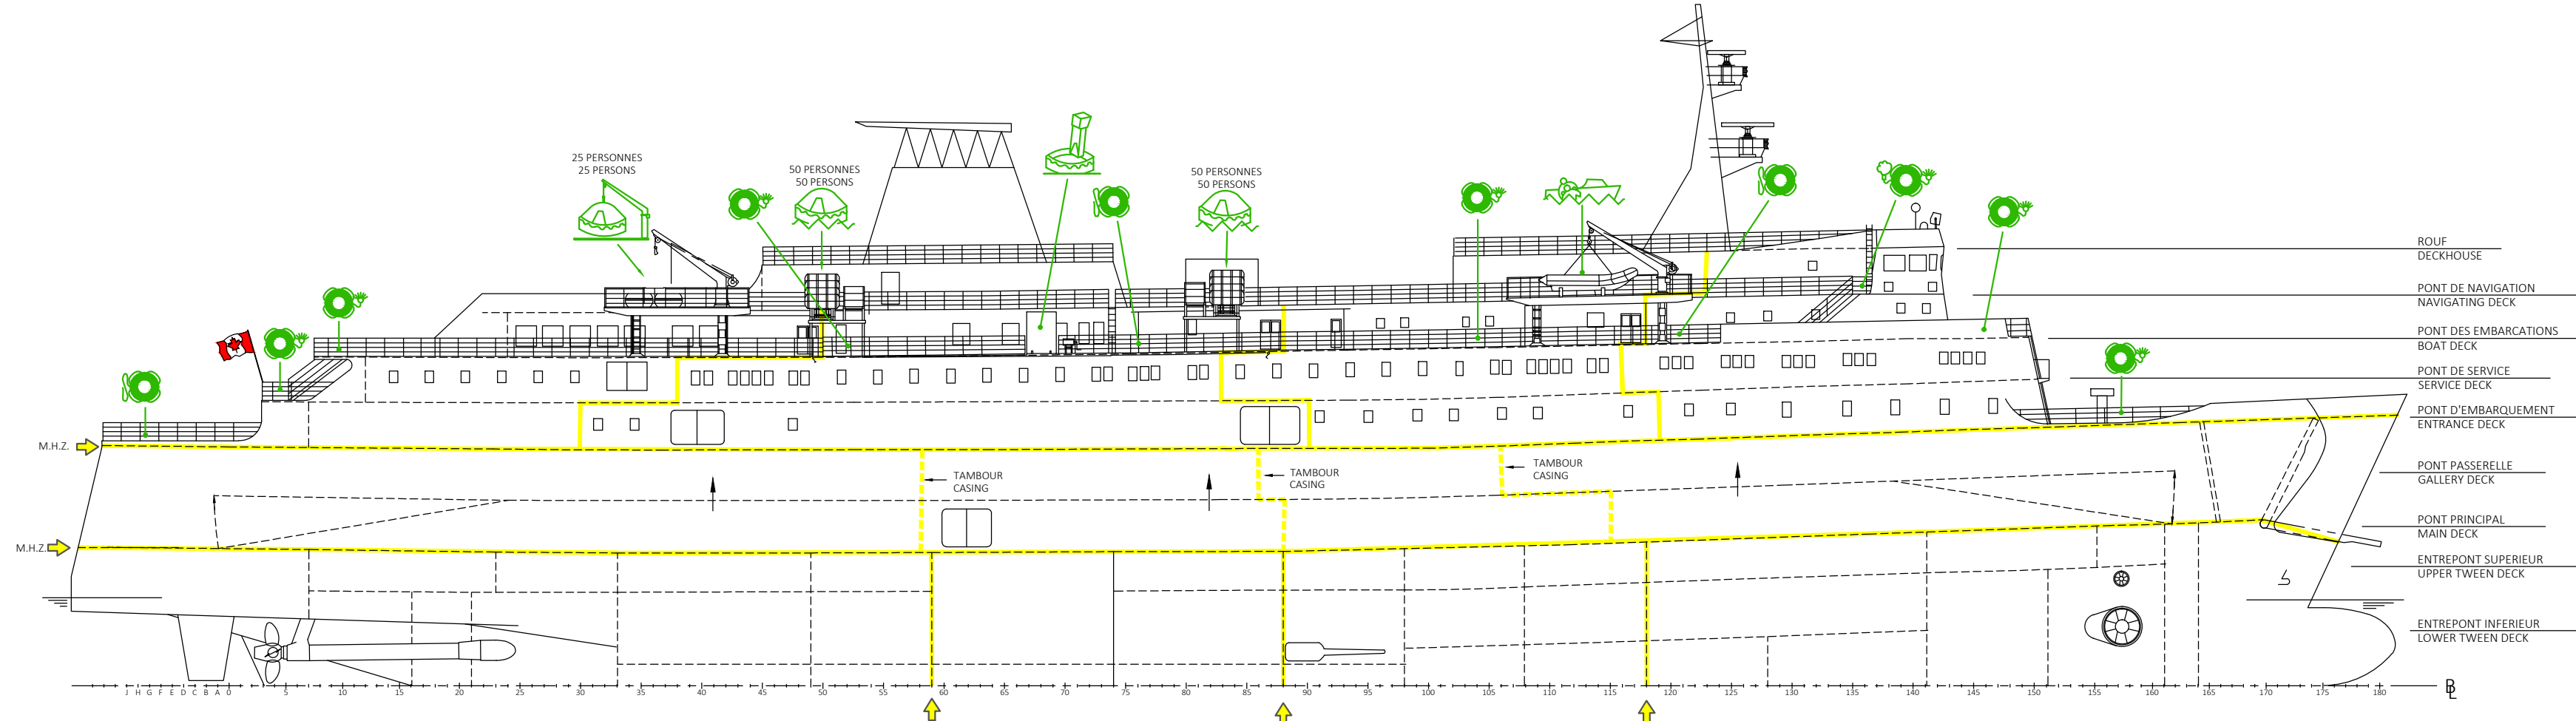 25 PERSONNES
25 PERSONS
50 PERSONNES
50 PERSONS
50 PERSONNES
50 PERSONS
ROUF
DECKHOUSE
PONT DE NAVIGATION
NAVIGATING DECK
PONT DES EMBARCATIONS
BOAT DECK
PONT DE SERVICE
SERVICE DECK
PONT D'EMBARQUEMENT
ENTRANCE DECK
M.H.Z.
TAMBOUR
CASING
TAMBOUR
CASING
TAMBOUR
CASING
PONT PASSERELLE
GALLERY DECK
PONT PRINCIPAL
MAIN DECK
M.H.Z.
ENTREPONT SUPERIEUR
UPPER TWEEN DECK
ENTREPONT INFERIEUR
LOWER TWEEN DECK
J H G F E D C B A 0 5 10 15 20 25 30 35 40 45 50 55 60 65 70 75 80 85 90 95 100 105 110 115 120 125 130 135 140 145 150 155 160 165 170 175 180
BL